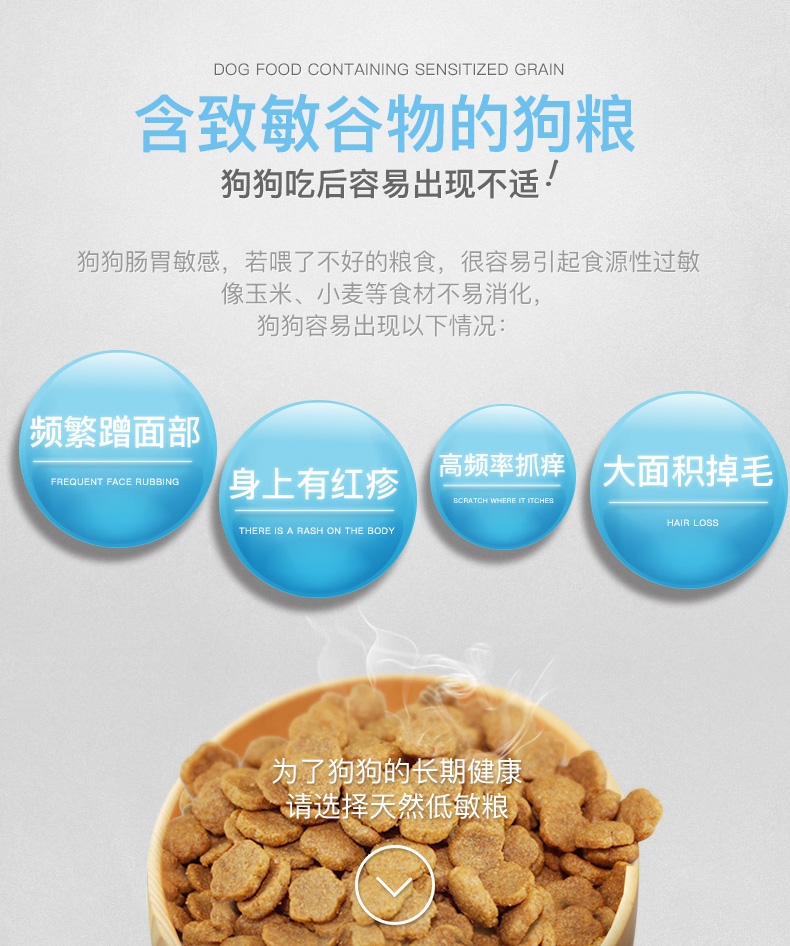 DOG FOOD CONTAINING SENSITIZED GRAIN
含致敏谷物的狗粮
狗狗吃后容易出现不适！
狗狗肠胃敏感，若喂了不好的粮食，很容易引起食源性过敏
像玉米、小麦等食材不易消化，
狗狗容易出现以下情况：
频繁蹭面部
FREQUENT FACE RUBBING
身上有红疹
THERE IS A RASH ON THE BODY
高频率抓痒
SCRATCH WHERE IT ITCHES
大面积掉毛
HAIR LOSS
为了狗狗的长期健康
请选择天然低敏粮